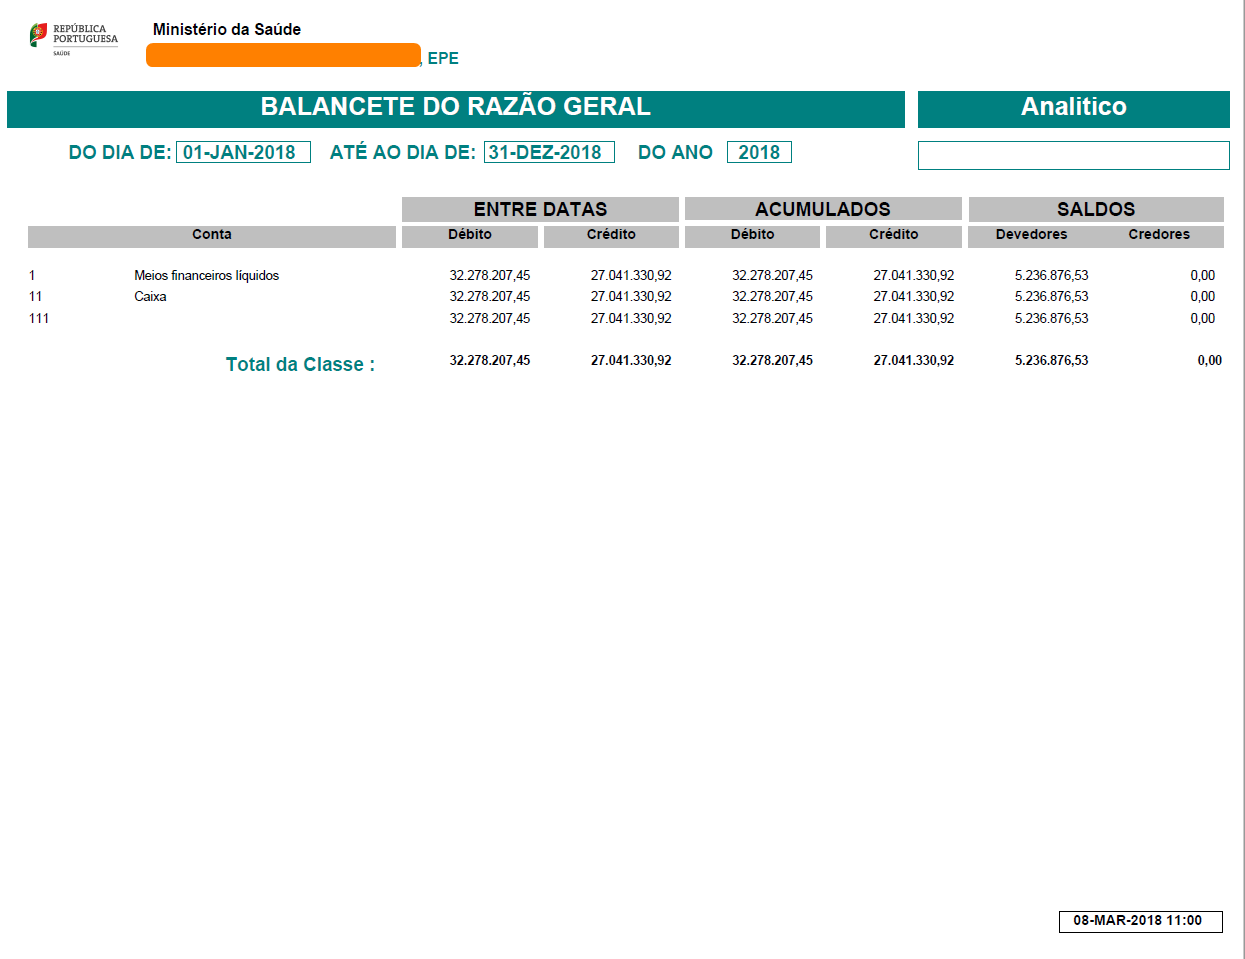 REPÚBLICA
PORTUGUESA
SAÚDE
Ministério da Saúde
, EPE
BALANCETE DO RAZÃO GERAL
Analitico
DO DIA DE: 01-JAN-2018 ATÉ AO DIA DE: 31-DEZ-2018 DO ANO 2018
ENTRE DATAS ACUMULADOS SALDOS
Conta Débito Crédito Débito Crédito Devedores Credores
1 Meios financeiros líquidos 32.278.207,45 27.041.330,92 32.278.207,45 27.041.330,92 5.236.876,53 0,00
11 Caixa 32.278.207,45 27.041.330,92 32.278.207,45 27.041.330,92 5.236.876,53 0,00
111 32.278.207,45 27.041.330,92 32.278.207,45 27.041.330,92 5.236.876,53 0,00
Total da Classe : 32.278.207,45 27.041.330,92 32.278.207,45 27.041.330,92 5.236.876,53 0,00
08-MAR-2018 11:00